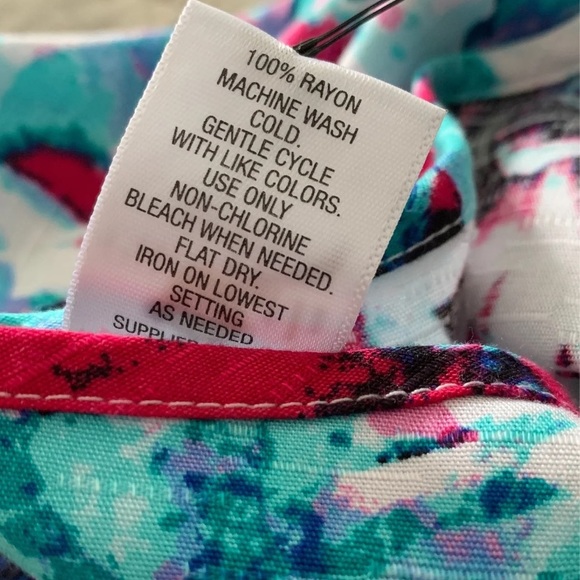 100% RAYON
MACHINE WASH
COLD.
GENTLE CYCLE
WITH LIKE COLORS.
USE ONLY
NON-CHLORINE
BLEACH WHEN NEEDED.
FLAT DRY.
IRON ON LOWEST
SETTING
AS NEEDED
SUPPLIER